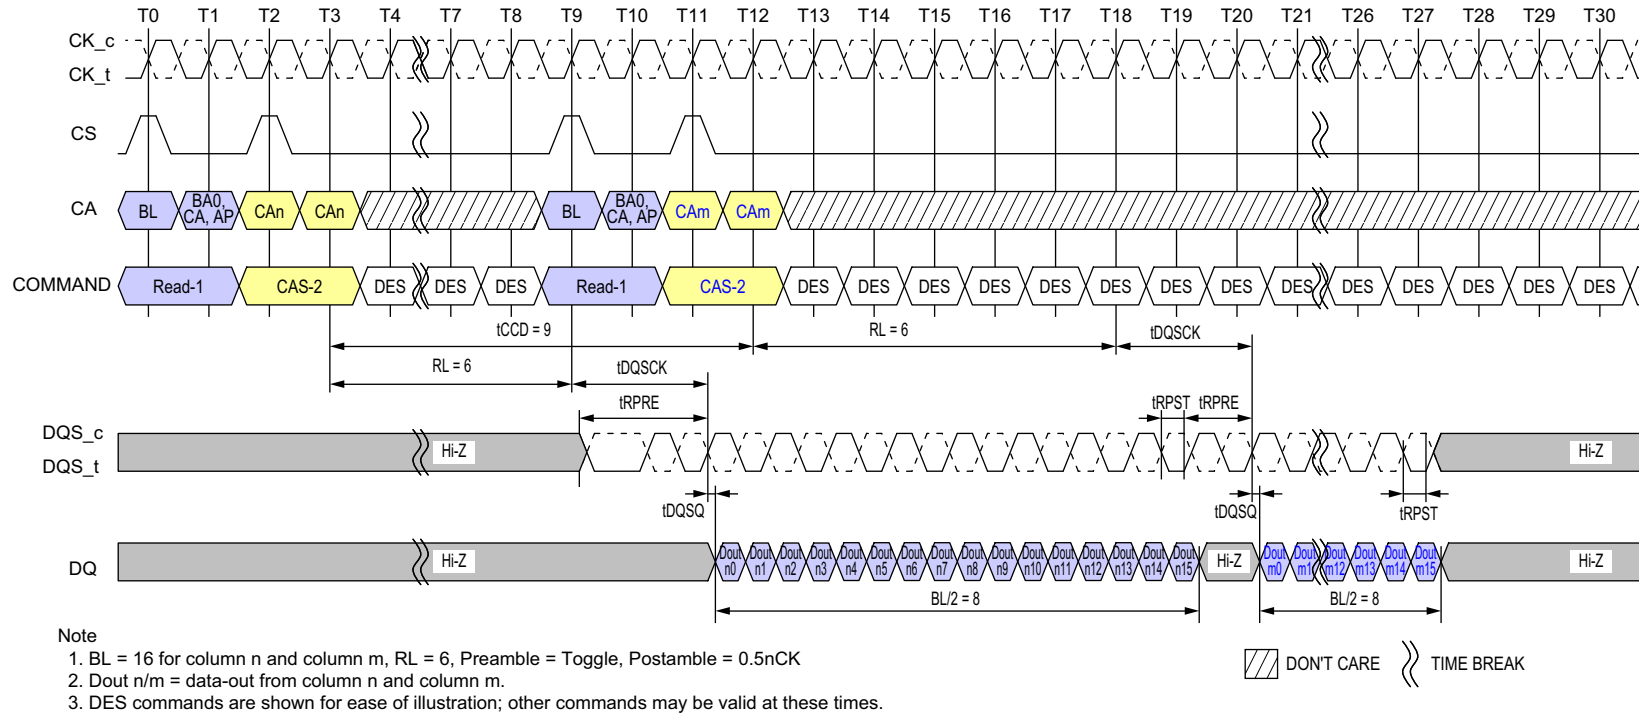 T0 T1 T2 T3 T4 T7 T8 T9 T10 T11 T12 T13 T14 T15 T16 T17 T18 T19 T20 T21 T26 T27 T28 T29 T30
CK_c
CK_t
CS
CA BL BA0, CA, AP CAn CAn BL BA0, CA, AP CAm CAm
COMMAND Read-1 CAS-2 DES DES DES Read-1 CAS-2 DES DES DES DES DES DES DES DES DES DES DES DES DES DES
tCCD = 9 RL = 6 tDQSCK
RL = 6 tDQSCK
tRPRE tRPST tRPRE
DQS_c
DQS_t
Hi-Z Hi-Z
tDQSQ tDQSQ tRPST
DQ Hi-Z Dout n0 Dout n1 Dout n2 Dout n3 Dout n4 Dout n5 Dout n6 Dout n7 Dout n8 Dout n9 Dout n10 Dout n11 Dout n12 Dout n13 Dout n14 Dout n15 Hi-Z Dout m0 Dout m1 Dout m12 Dout m13 Dout m14 Dout m15 Hi-Z
BL/2 = 8 BL/2 = 8
Note
1. BL = 16 for column n and column m, RL = 6, Preamble = Toggle, Postamble = 0.5nCK
2. Dout n/m = data-out from column n and column m.
3. DES commands are shown for ease of illustration; other commands may be valid at these times.
DON'T CARE TIME BREAK